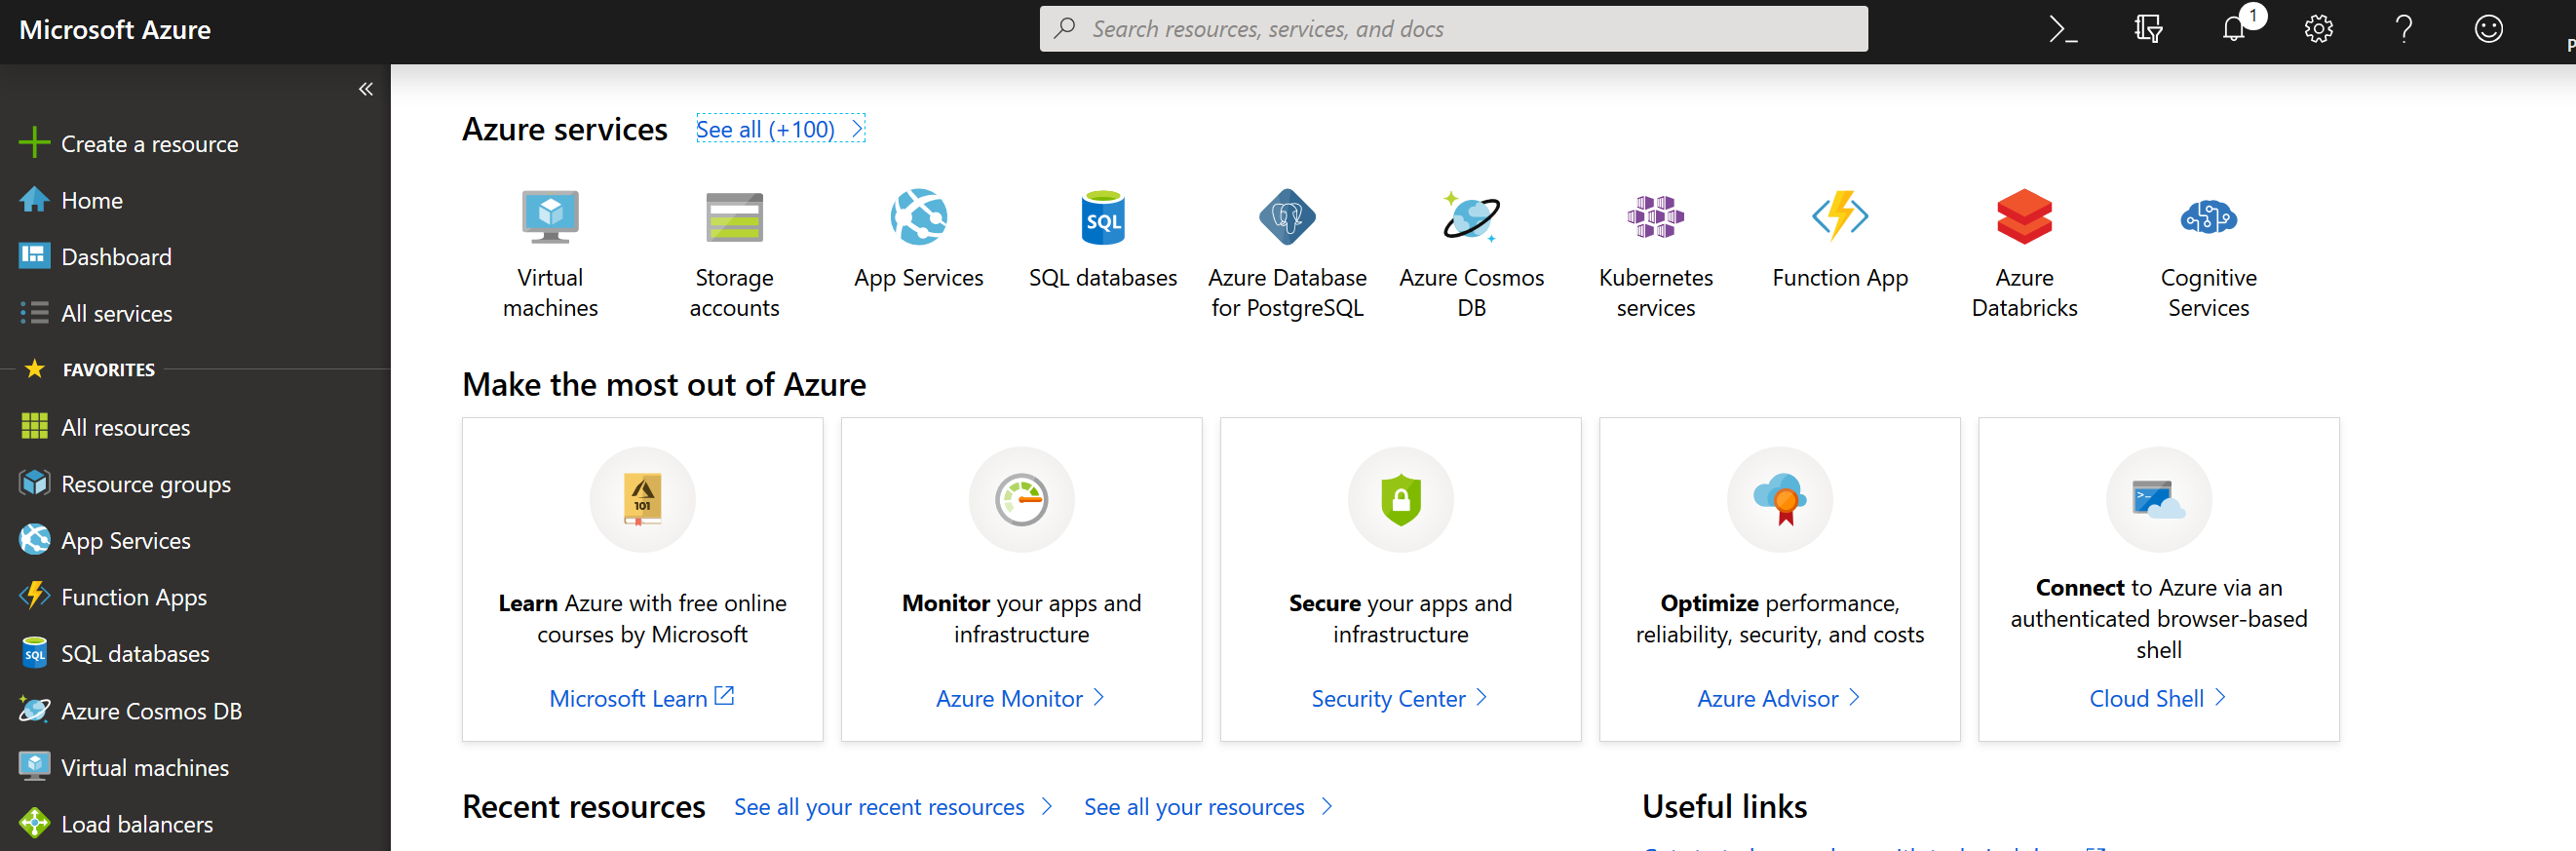 Microsoft Azure
Search resources, services, and docs
1
Create a resource
Home
Dashboard
All services
FAVORITES
All resources
Resource groups
App Services
Function Apps
SQL
SQL databases
Azure Cosmos DB
Virtual machines
Load balancers
Azure services
See all (+100)
Virtual
machines
Storage
accounts
App Services
SQL
SQL databases
Azure Database
for PostgreSQL
Azure Cosmos
DB
Kubernetes
services
Function App
Azure
Databricks
Cognitive
Services
Make the most out of Azure
101
Learn Azure with free online
courses by Microsoft
Microsoft Learn
Monitor your apps and
infrastructure
Azure Monitor
Secure your apps and
infrastructure
Security Center
Optimize performance,
reliability, security, and costs
Azure Advisor
Connect to Azure via an
authenticated browser-based
shell
Cloud Shell
Recent resources
See all your recent resources
See all your resources
Useful links